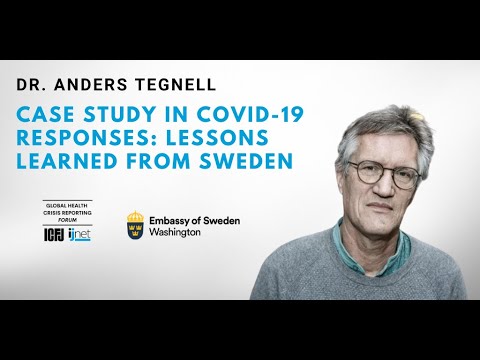 DR. ANDERS TEGNELL
CASE STUDY IN COVID-19
RESPONSES: LESSONS
LEARNED FROM SWEDEN
GLOBAL HEALTH
CRISIS REPORTING
FORUM
ICFJ ijnet
Embassy of Sweden
Washington